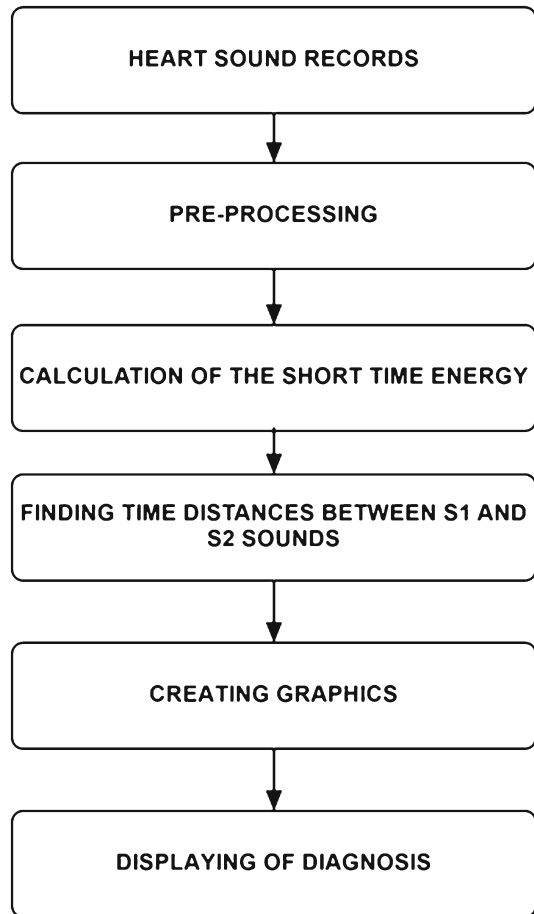 HEART SOUND RECORDS
PRE-PROCESSING
CALCULATION OF THE SHORT TIME ENERGY
FINDING TIME DISTANCES BETWEEN S1 AND
S2 SOUNDS
CREATING GRAPHICS
DISPLAYING OF DIAGNOSIS